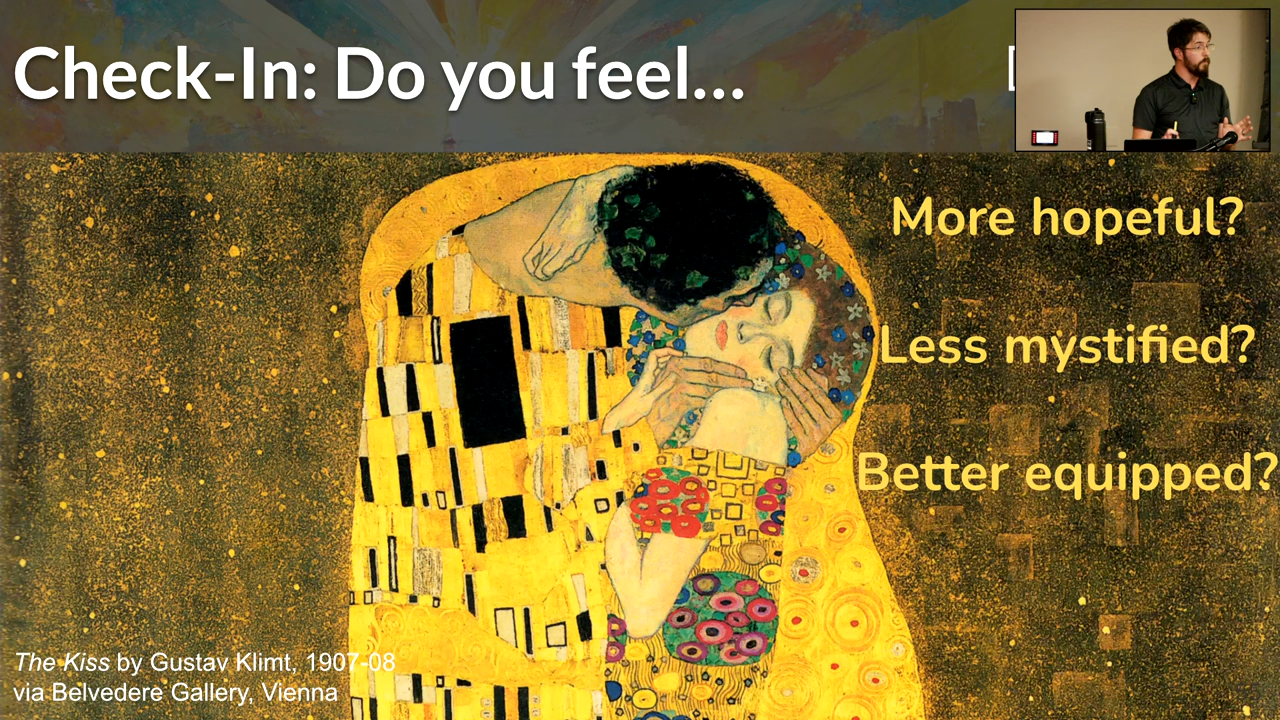 Check-In: Do you feel...
More hopeful?
Less mystified?
Better equipped?
The Kiss by Gustav Klimt, 1907-08
via Belvedere Gallery, Vienna